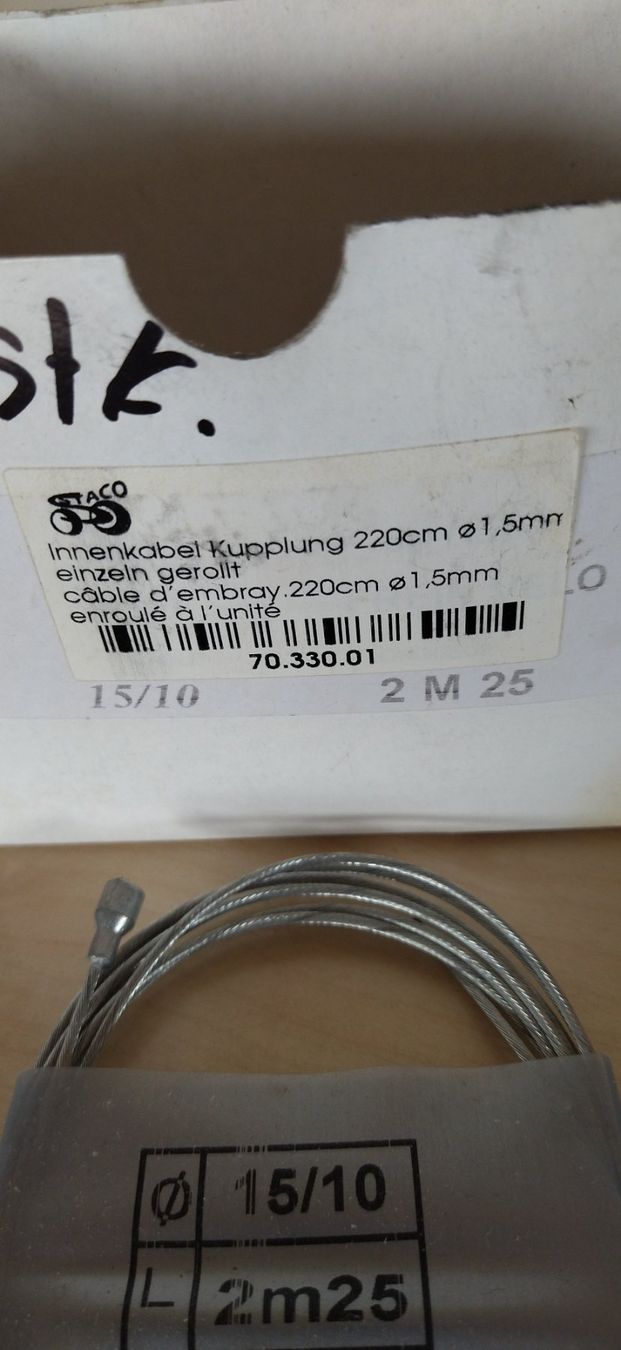 stk.
STACO
Innenkabel Kupplung 220cm ø1,5mm
einzeln gerollt
câble d'embray.220cm ø1,5mm
enroulé à l'unité
70.330.01
LO
15/10 2 M 25
Ø 15/10
L 2m25